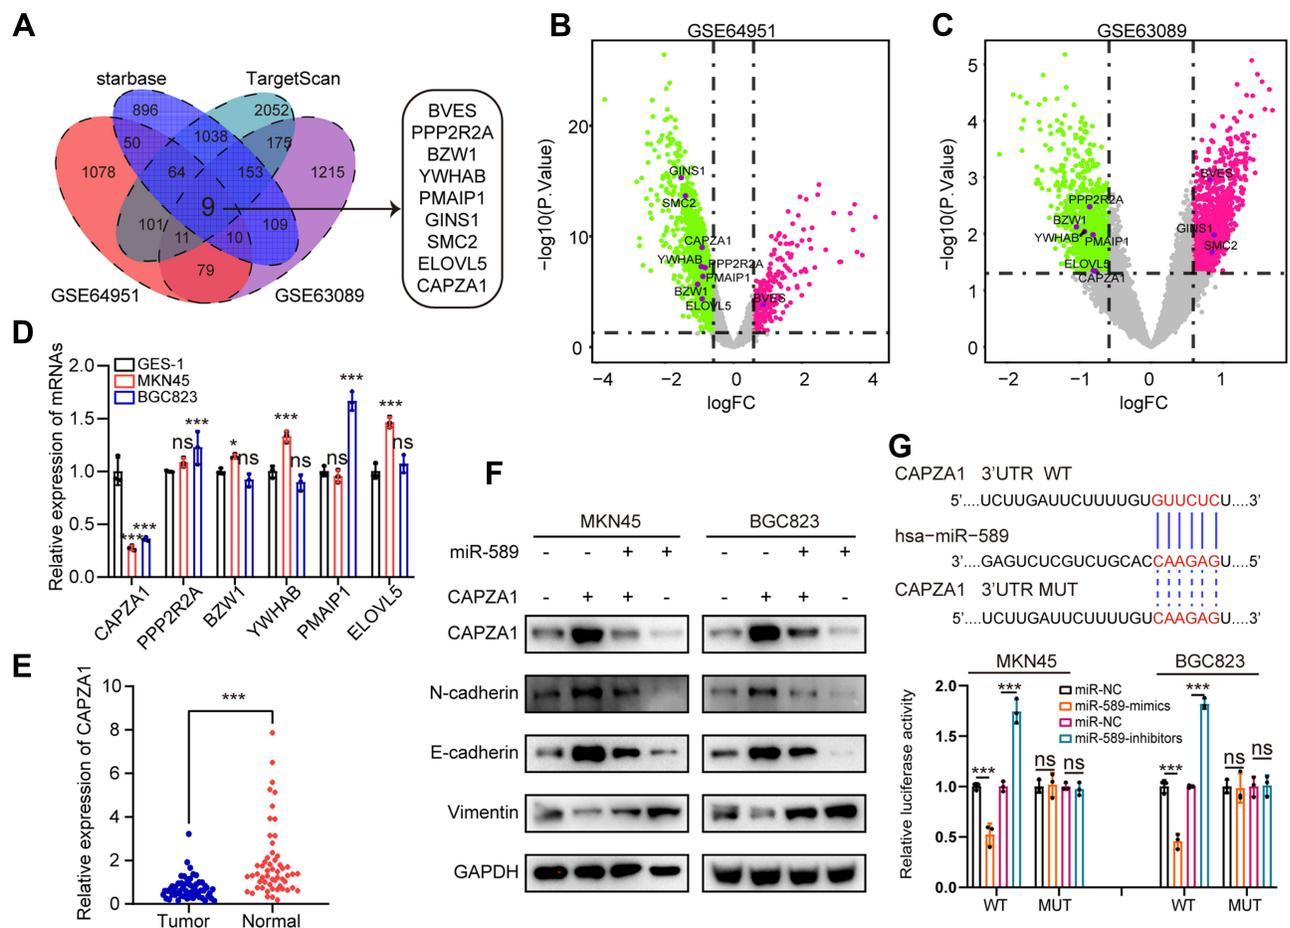 A
starbase
TargetScan
896
2052
50
1038
175
1078
64
153
1215
9
101
11
10
109
79
GSE64951
GSE63089
BVES
PPP2R2A
BZW1
YWHAB
PMAIP1
GINS1
SMC2
ELOVL5
CAPZA1
B
GSE64951
−log10(P.Value)
20
10
0
GINS1
SMC2
CAPZA1
YWHAB
PPP2R2A
PMAIP1
BZW1
ELOVL5
BVES
−4
−2
0
2
4
logFC
C
GSE63089
−log10(P.Value)
5
4
3
2
1
0
BVES
PPP2R2A
BZW1
YWHAB
PMAIP1
GINS1
SMC2
ELOVL5
CAPZA1
−2
−1
0
1
logFC
D
Relative expression of mRNAs
2.0
1.5
1.0
0.5
0.0
GES-1
MKN45
BGC823
*** ***
ns ***
* ns
*** ns
ns ***
*** ns
CAPZA1
PPP2R2A
BZW1
YWHAB
PMAIP1
ELOVL5
E
Relative expression of CAPZA1
10
8
6
4
2
0
***
Tumor
Normal
F
MKN45
BGC823
miR-589 - - + + - - + +
CAPZA1 - + + - - + + -
CAPZA1
N-cadherin
E-cadherin
Vimentin
GAPDH
G
CAPZA1 3'UTR WT
5'....UCUUGAUUCUUUUGUGUUCUCU....3'
hsa−miR−589
3'....GAGUCUCGUCUGCACCAAGAGU....5'
CAPZA1 3'UTR MUT
5'....UCUUGAUUCUUUUGUCAAGAGU....3'
MKN45
BGC823
Relative luciferase activity
2.0
1.5
1.0
0.5
0.0
miR-NC
miR-589-mimics
miR-NC
miR-589-inhibitors
*** *** ns ns
*** *** ns ns
WT
MUT
WT
MUT